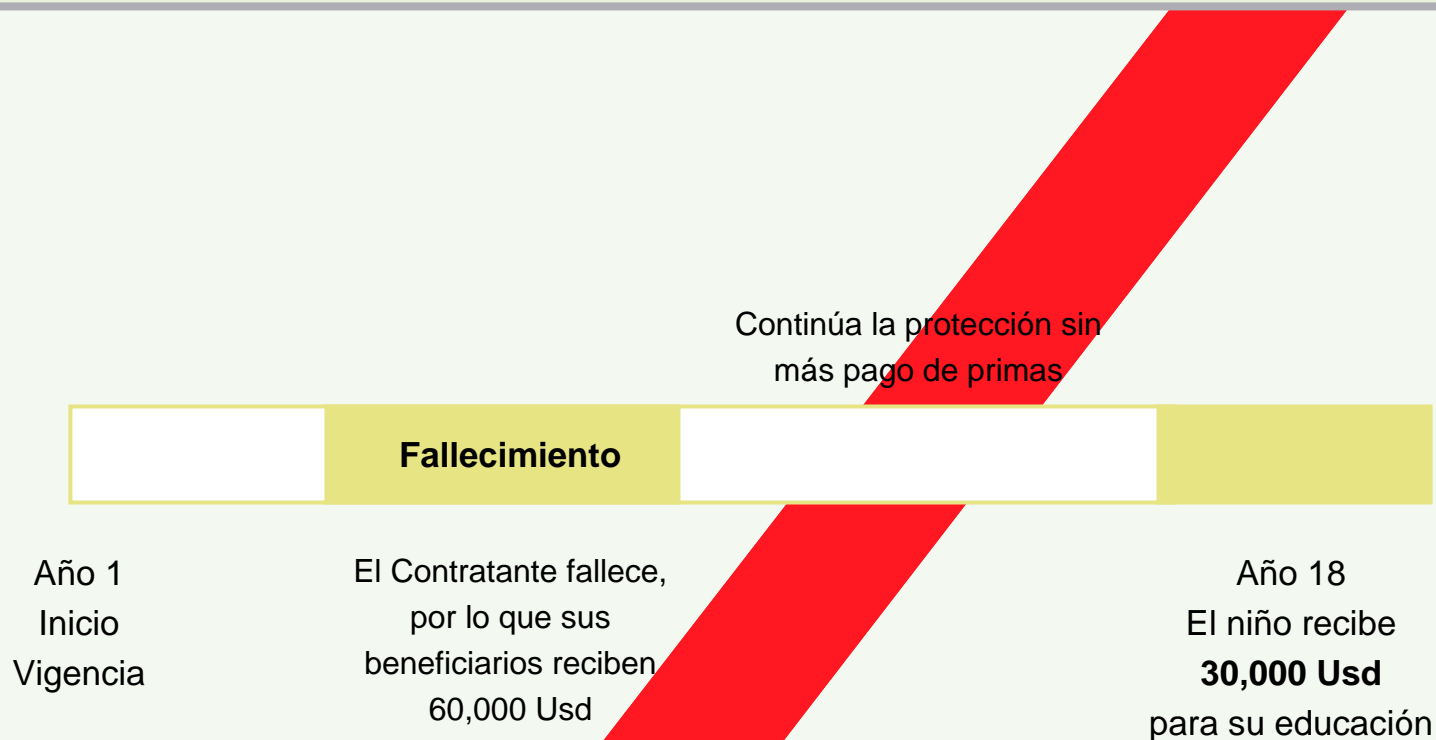 Continúa la protección sin
más pago de primas
Fallecimiento
Año 1
Inicio
Vigencia
El Contratante fallece,
por lo que sus
beneficiarios reciben
60,000 Usd
Año 18
El niño recibe
30,000 Usd
para su educación